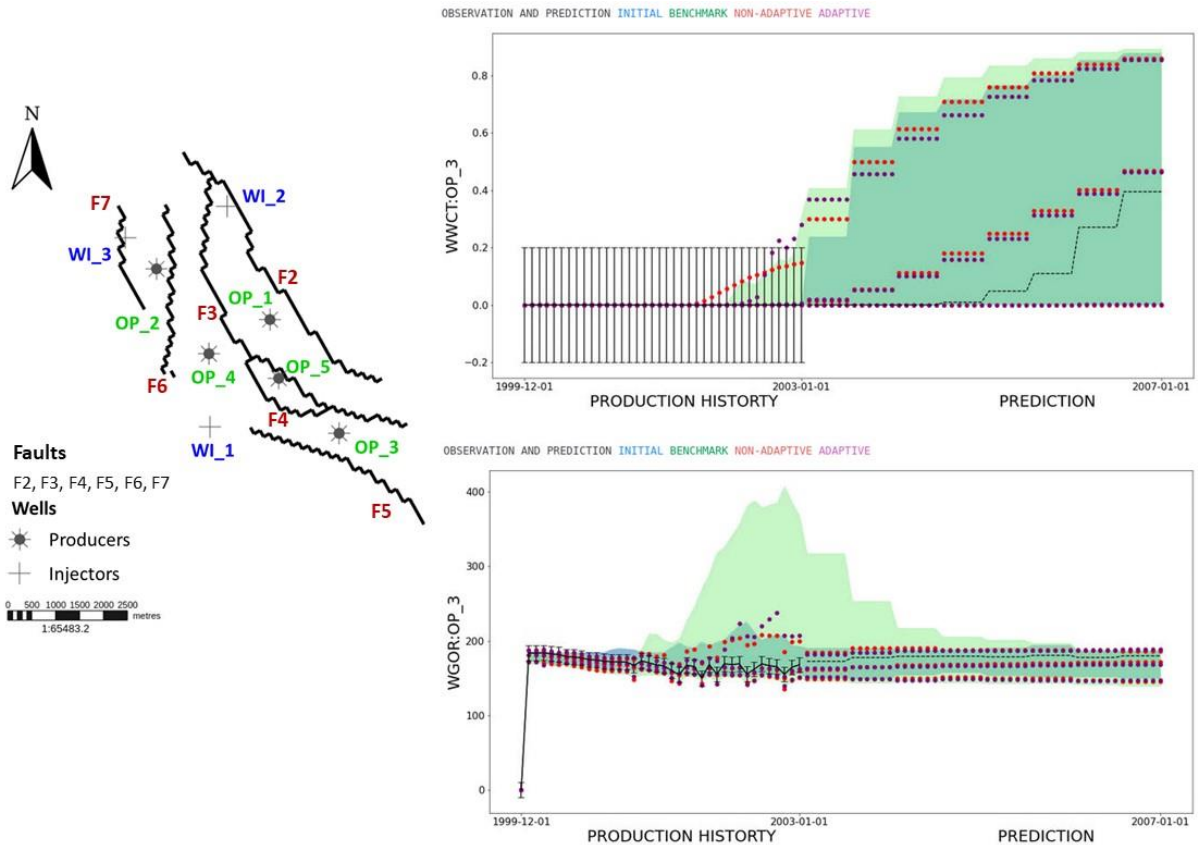 OBSERVATION AND PREDICTION INITIAL BENCHMARK NON-ADAPTIVE ADAPTIVE
N
F7
WI_2
WI_3
F2
OP_1
F3
OP_2
OP_5
OP_4
F6
F4
WI_1
OP_3
F5
Faults
F2, F3, F4, F5, F6, F7
Wells
Producers
Injectors
0 500 1000 1500 2000 2500 metres
1:65483.2
WWCT:OP_3
0.8
0.6
0.4
0.2
0.0
−0.2
1999-12-01 2003-01-01 2007-01-01
PRODUCTION HISTORTY PREDICTION
OBSERVATION AND PREDICTION INITIAL BENCHMARK NON-ADAPTIVE ADAPTIVE
WGOR:OP_3
400
300
200
100
0
1999-12-01 2003-01-01 2007-01-01
PRODUCTION HISTORTY PREDICTION